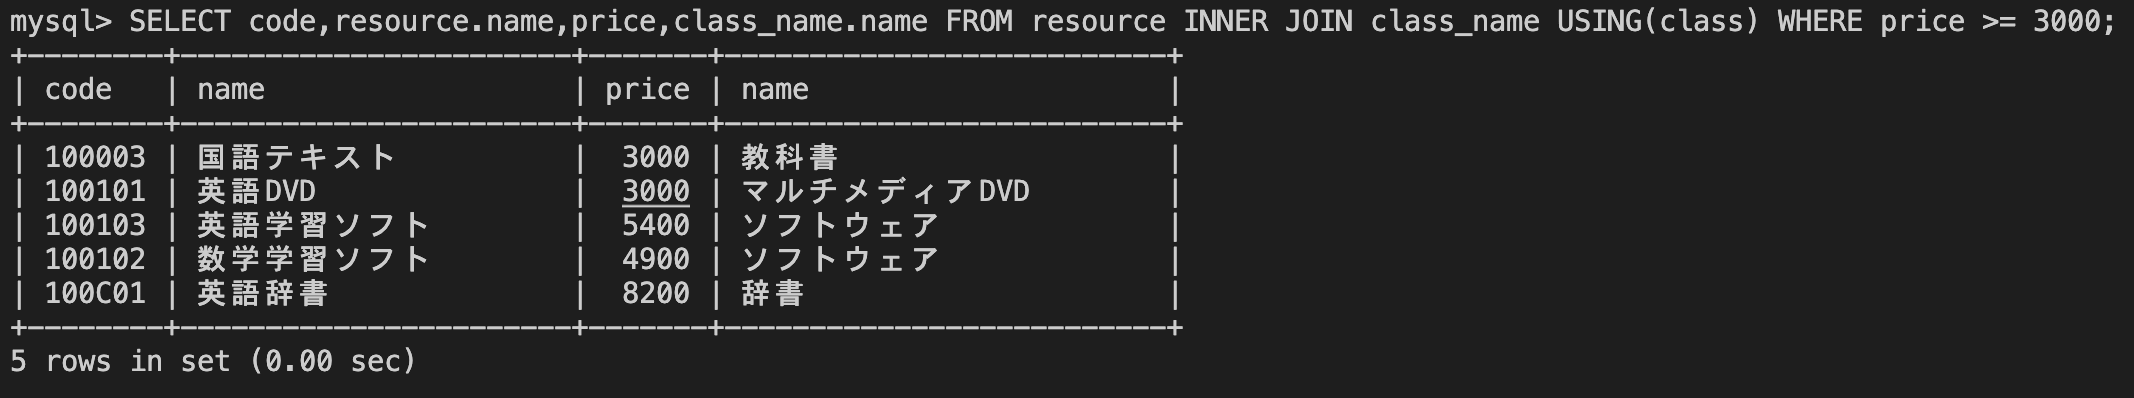 mysql> SELECT code,resource.name,price,class_name.name FROM resource INNER JOIN class_name USING(class) WHERE price >= 3000;
+--------+-----------------------+-------+--------------------------+
| code   | name                  | price | name                     |
+--------+-----------------------+-------+--------------------------+
| 100003 | 国語テキスト | 3000 | 教科書 |
| 100101 | 英語DVD | 3000 | マルチメディアDVD |
| 100103 | 英語学習ソフト | 5400 | ソフトウェア |
| 100102 | 数学学習ソフト | 4900 | ソフトウェア |
| 100C01 | 英語辞書 | 8200 | 辞書 |
+--------+-----------------------+-------+--------------------------+
5 rows in set (0.00 sec)